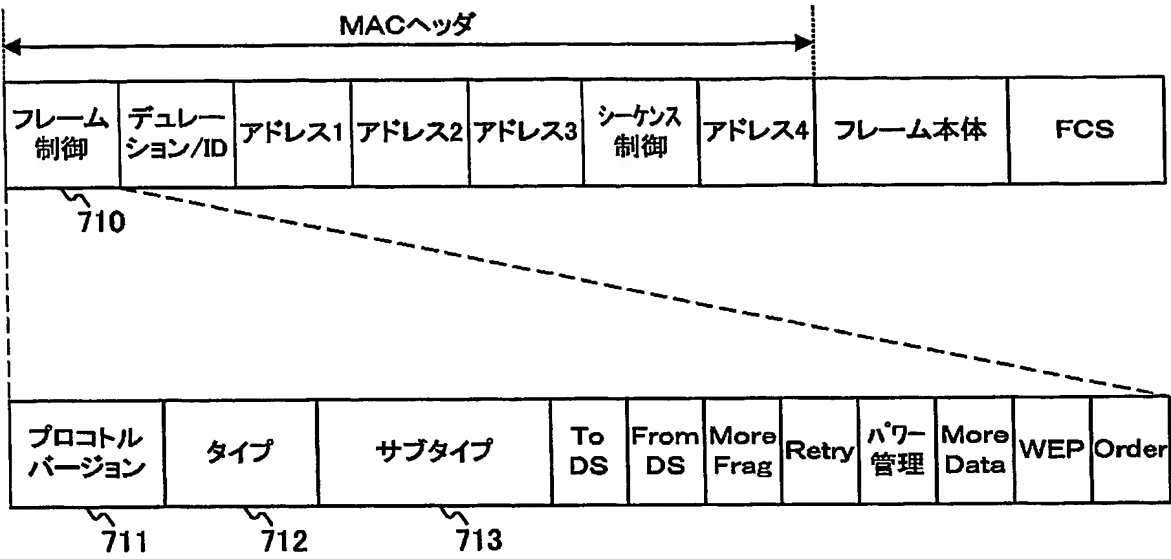 MACヘッダ
フレーム
制御
デュレー
ション/ID
アドレス1
アドレス2
アドレス3
シーケンス
制御
アドレス4
フレーム本体
FCS
710
プロコトル
バージョン
タイプ
サブタイプ
To
DS
From
DS
More
Frag
Retry
パワー
管理
More
Data
WEP
Order
711
712
713